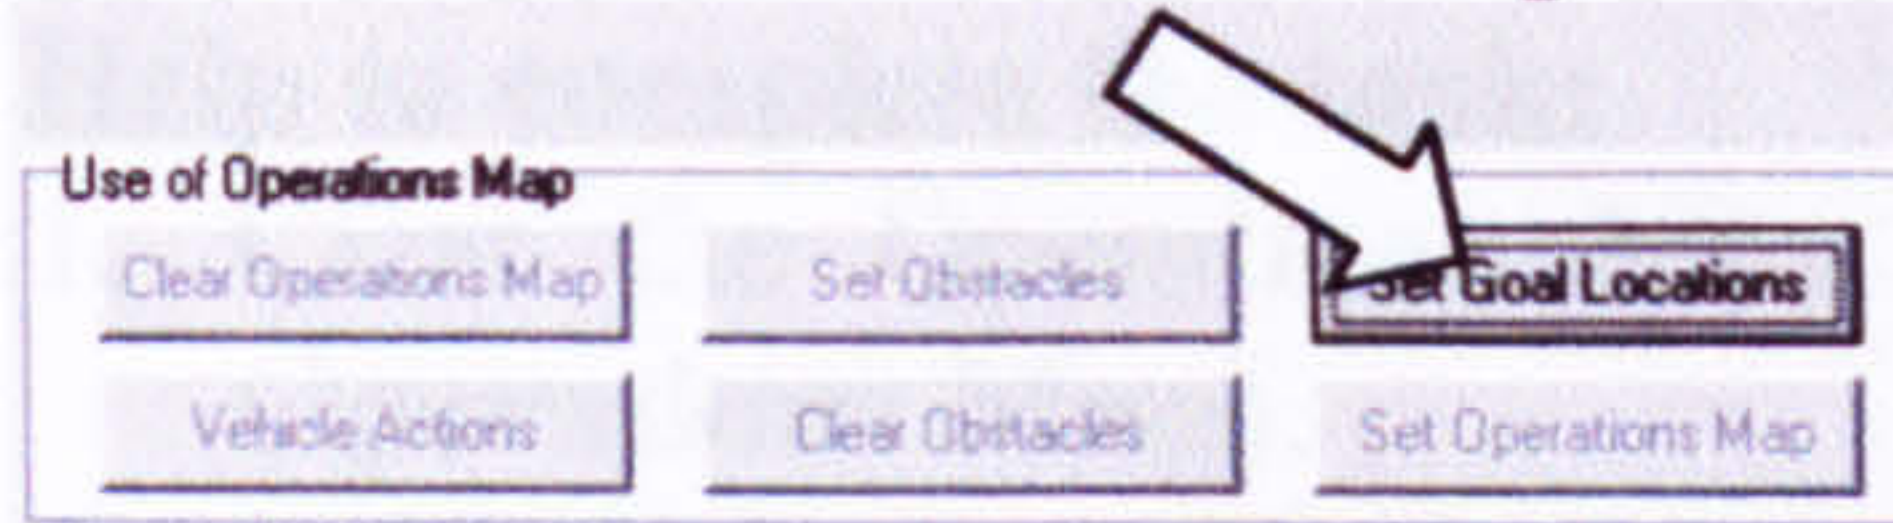 Use of Operations Map
Clear Operations Map Set Obstacles Set Goal Locations
Vehicle Actions Clear Obstacles Set Operations Map